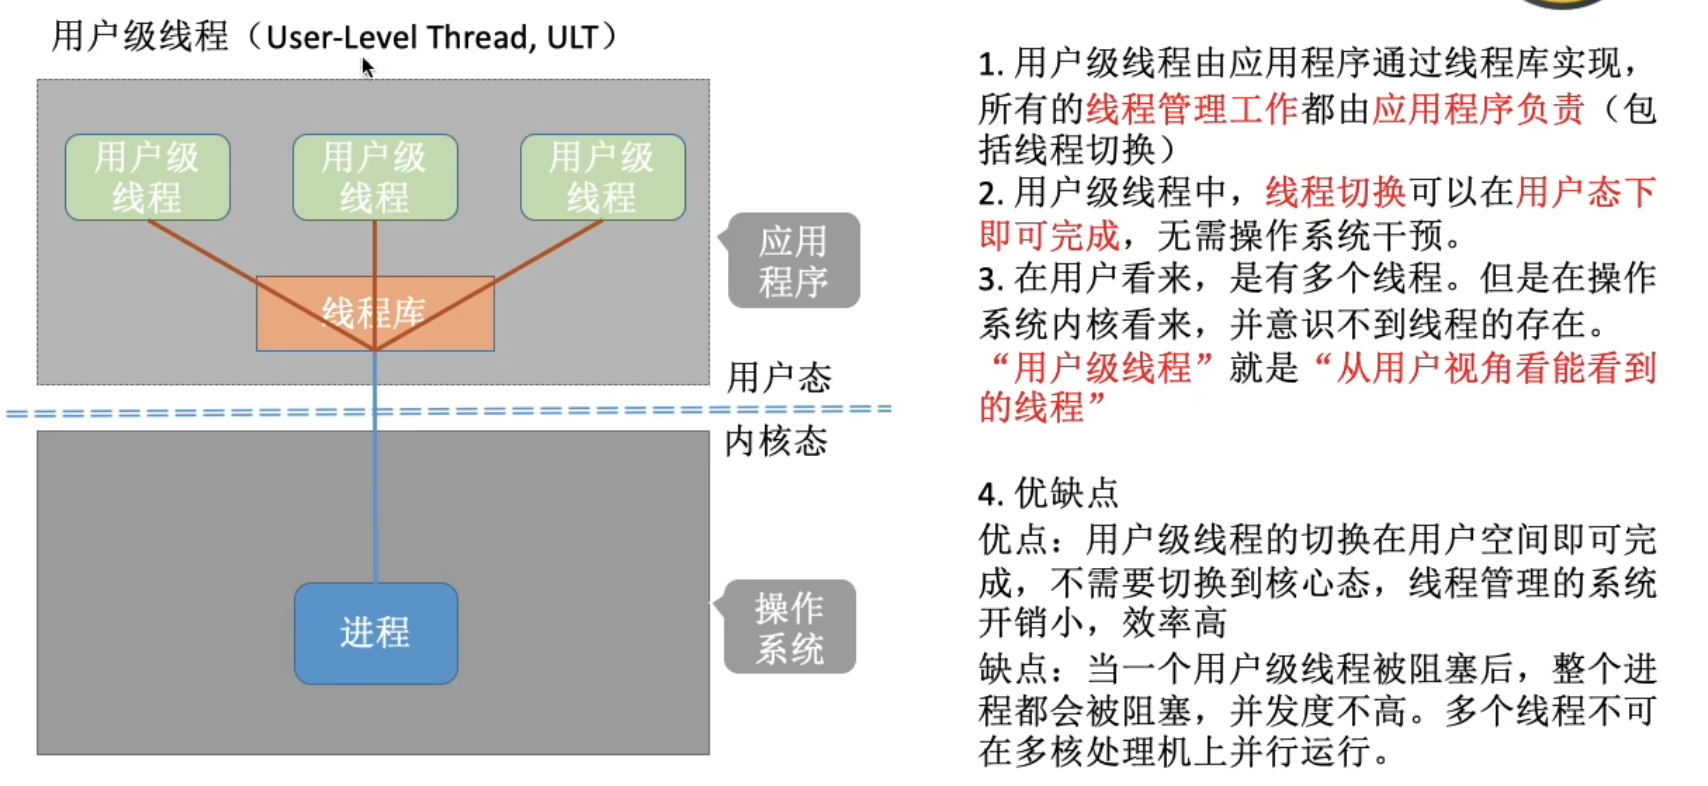 用户级线程（User-Level Thread, ULT）
用户级
线程
用户级
线程
用户级
线程
线程库
应用
程序
用户态
内核态
进程
操作
系统
1. 用户级线程由应用程序通过线程库实现，
所有的线程管理工作都由应用程序负责（包
括线程切换）
2. 用户级线程中，线程切换可以在用户态下
即可完成，无需操作系统干预。
3. 在用户看来，是有多个线程。但是在操作
系统内核看来，并意识不到线程的存在。
“用户级线程”就是“从用户视角看能看到
的线程”
4. 优缺点
优点：用户级线程的切换在用户空间即可完
成，不需要切换到核心态，线程管理的系统
开销小，效率高
缺点：当一个用户级线程被阻塞后，整个进
程都会被阻塞，并发度不高。多个线程不可
在多核处理机上并行运行。